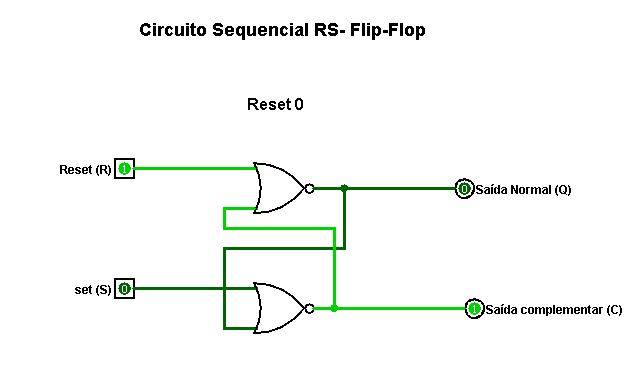 Circuito Sequencial RS- Flip-Flop
Reset 0
Reset (R) 1
0 Saída Normal (Q)
set (S) 0
1 Saída complementar (C)